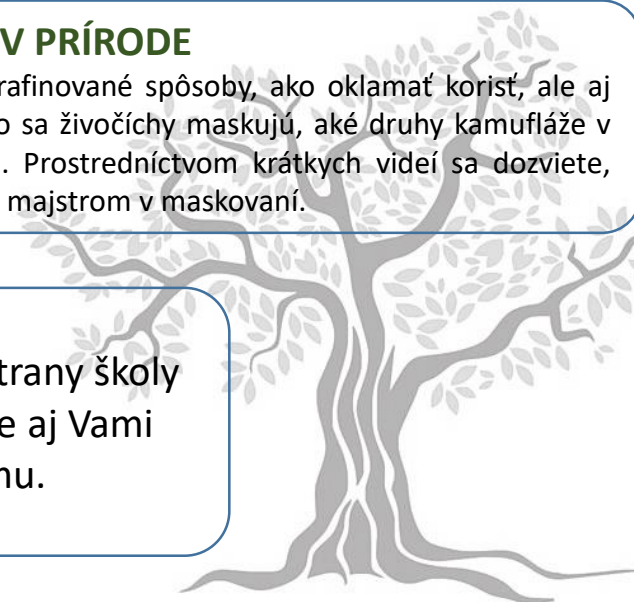 V PRÍRODE
rafinované spôsoby, ako oklamať korisť, ale aj
o sa živočíchy maskujú, aké druhy kamufláže v
. Prostredníctvom krátkych videí sa dozviete,
majstrom v maskovaní.
trany školy
e aj Vami
nu.